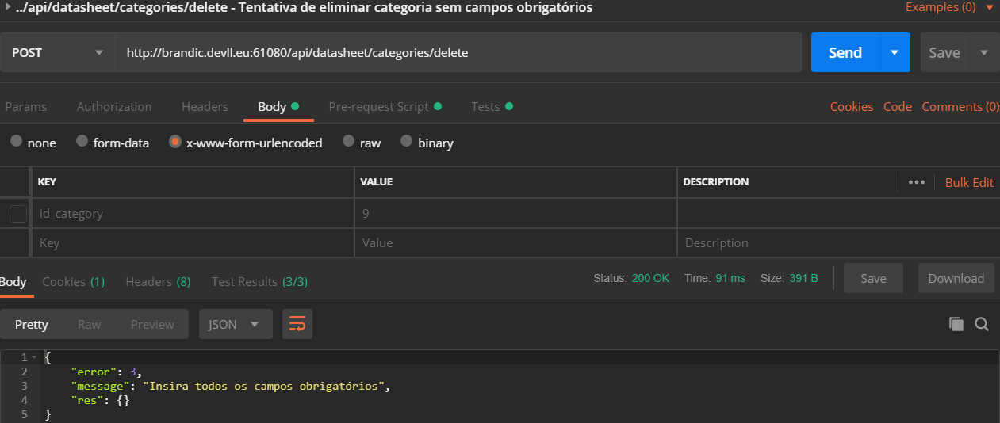 ../api/datasheet/categories/delete - Tentativa de eliminar categoria sem campos obrigatórios
Examples (0)
POST
http://brandic.devll.eu:61080/api/datasheet/categories/delete
Send
Save
Params
Authorization
Headers
Body
Pre-request Script
Tests
Cookies
Code
Comments (0)
none
form-data
x-www-form-urlencoded
raw
binary
KEY
VALUE
DESCRIPTION
Bulk Edit
id_category
9
Key
Value
Description
Body
Cookies (1)
Headers (8)
Test Results (3/3)
Status: 200 OK
Time: 91 ms
Size: 391 B
Save
Download
Pretty
Raw
Preview
JSON
1 {
2 "error": 3,
3 "message": "Insira todos os campos obrigatórios",
4 "res": {}
5 }